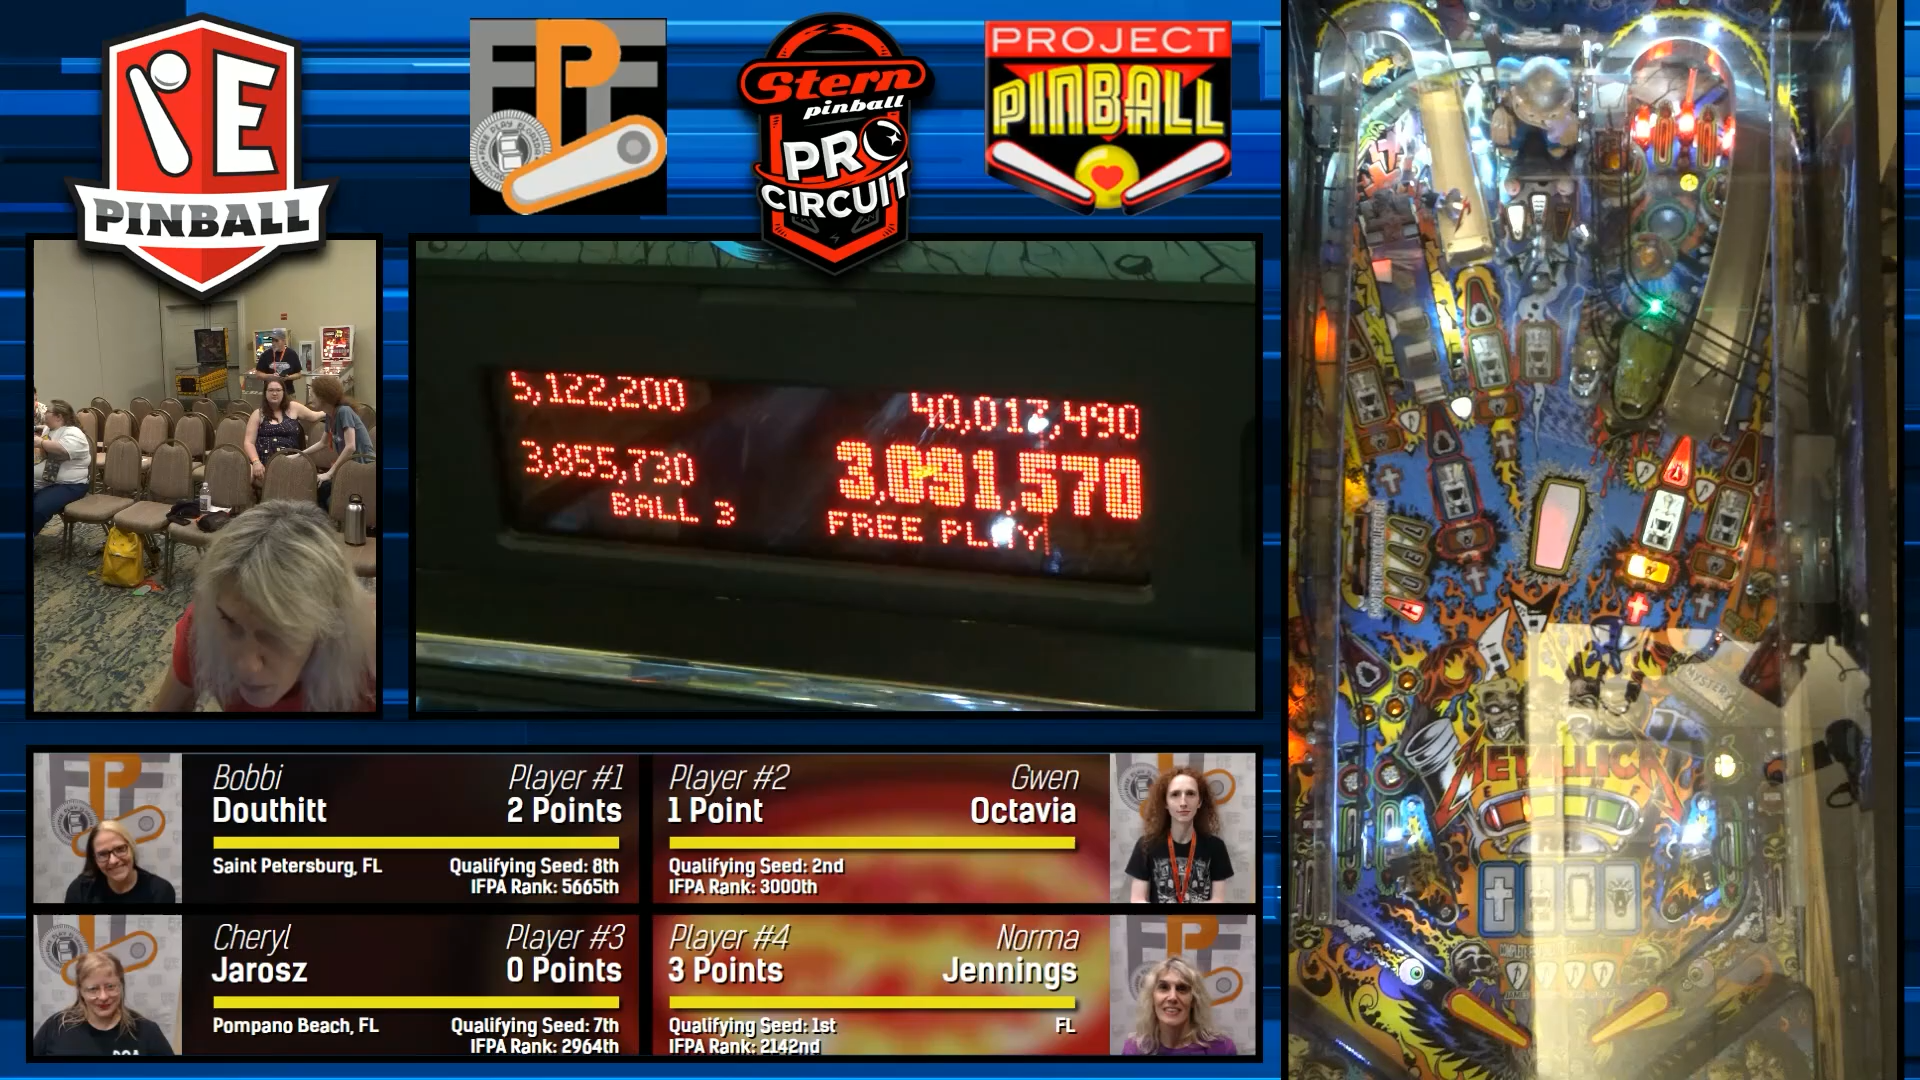 E
PINBALL
FPF
Stern
pinball
PRO
CIRCUIT
PROJECT
PINBALL
5,122,200
40,017,490
3,855,730
3,091,570
BALL 3
FREE PLAY
Bobbi
Player #1
Douthitt
2 Points
Saint Petersburg, FL
Qualifying Seed: 8th
IFPA Rank: 5665th
Player #2
Gwen
1 Point
Octavia
Qualifying Seed: 2nd
IFPA Rank: 3000th
Cheryl
Player #3
Jarosz
0 Points
Pompano Beach, FL
Qualifying Seed: 7th
IFPA Rank: 2964th
Player #4
Norma
3 Points
Jennings
Qualifying Seed: 1st
FL
IFPA Rank: 2142nd
MYSTERY
METALLICA
FUEL